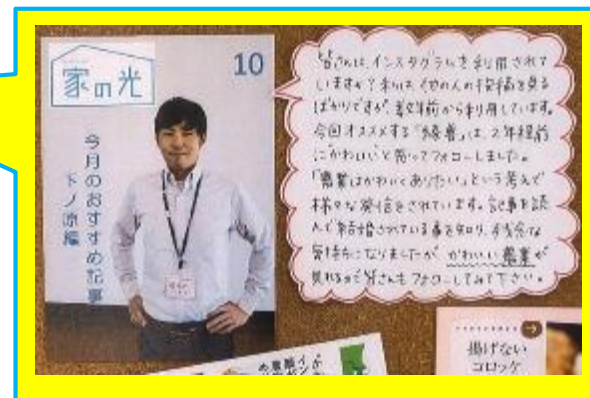 家の光
10
今月のおすすめ記事
皆さんは、インスタグラムを利用されて
いますか？私は、他の人の投稿を見る
ばかりですが、数年前から利用しています。
今回オススメする「」は、2年程前
に"かわいい"と思ってフォローしました。
「農業はかわいくありたい」という考えで
様々な発信をされています。記事を読
んで結婚されている事を知り、残念な
気持ちになりましたが、かわいい農業が
見れるので皆さんもフォローしてみて下さい。
揚げない
コロッケ